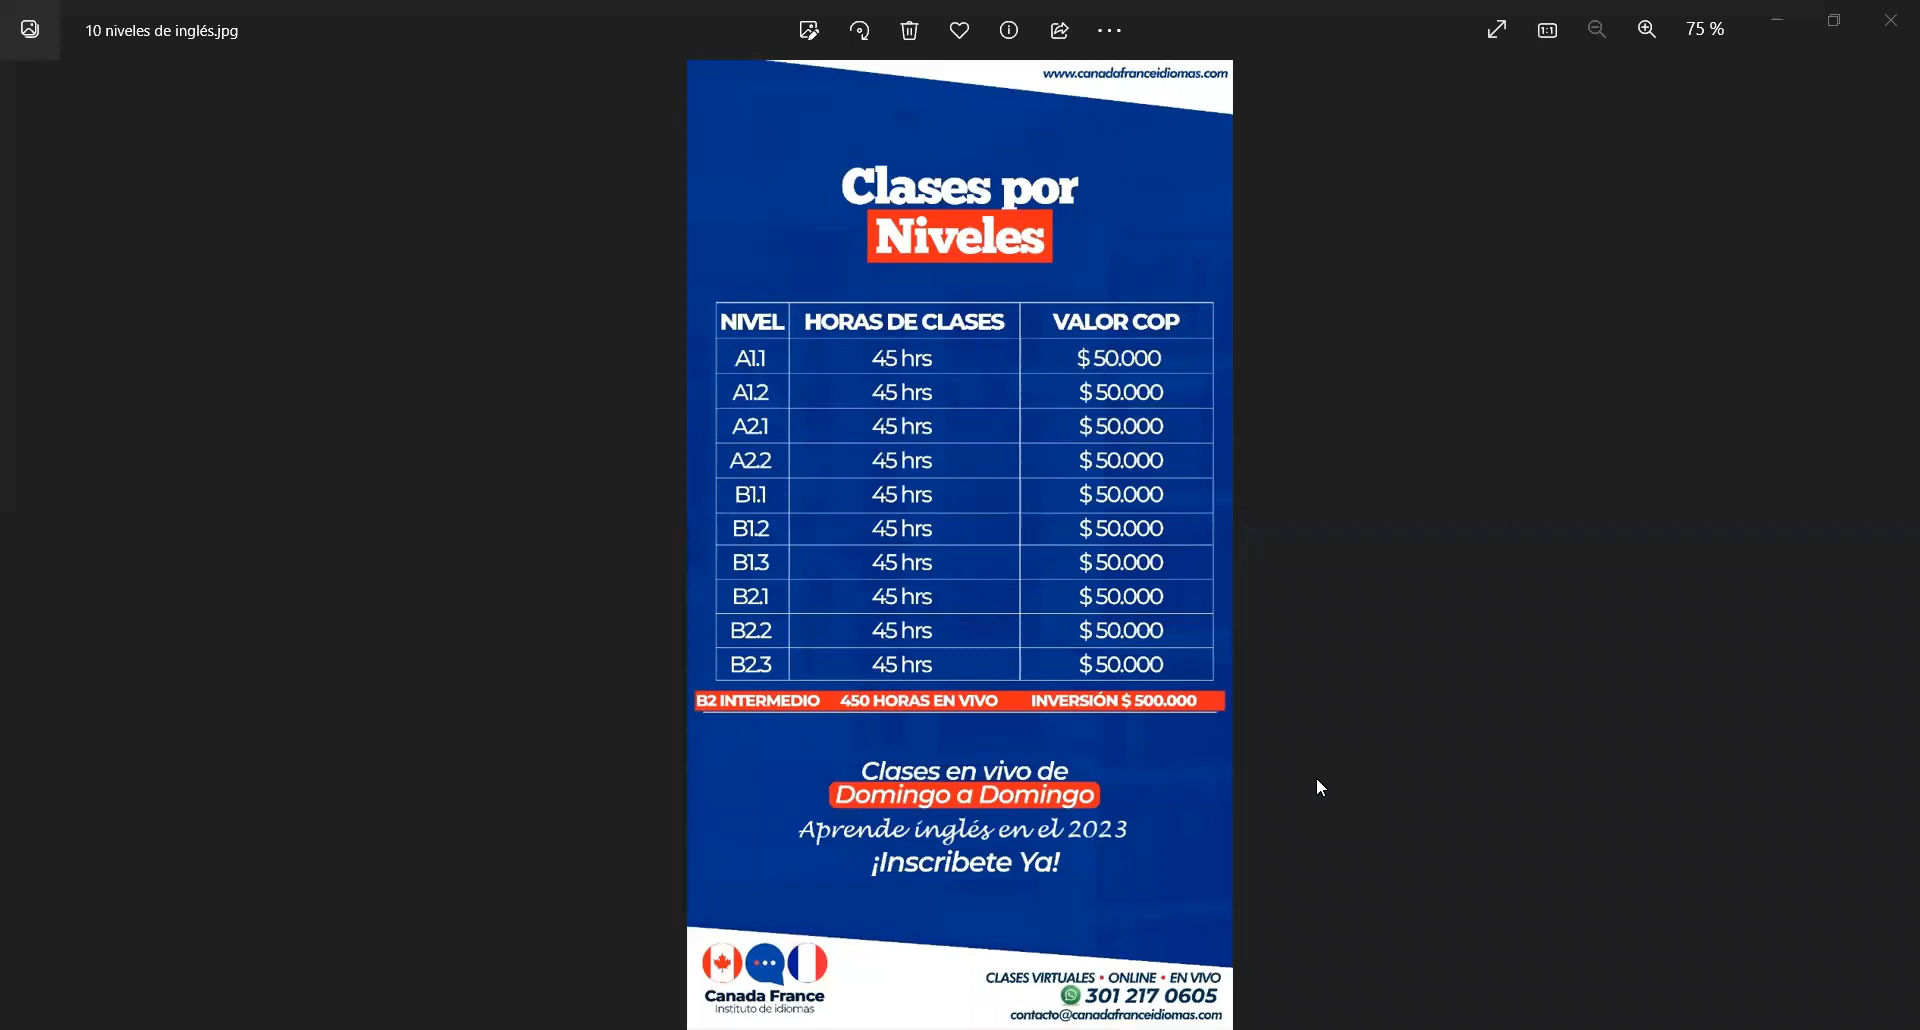 10 niveles de inglés.jpg
75 %
www.canadafranceidiomas.com
Clases por
Niveles
NIVEL HORAS DE CLASES VALOR COP
A1.1 45 hrs $ 50.000
A1.2 45 hrs $ 50.000
A2.1 45 hrs $ 50.000
A2.2 45 hrs $ 50.000
B1.1 45 hrs $ 50.000
B1.2 45 hrs $ 50.000
B1.3 45 hrs $ 50.000
B2.1 45 hrs $ 50.000
B2.2 45 hrs $ 50.000
B2.3 45 hrs $ 50.000
B2 INTERMEDIO 450 HORAS EN VIVO INVERSIÓN $ 500.000
Clases en vivo de
Domingo a Domingo
Aprende inglés en el 2023
¡Inscribete Ya!
Canada France
Instituto de idiomas
CLASES VIRTUALES • ONLINE • EN VIVO
301 217 0605
contacto@canadafranceidiomas.com